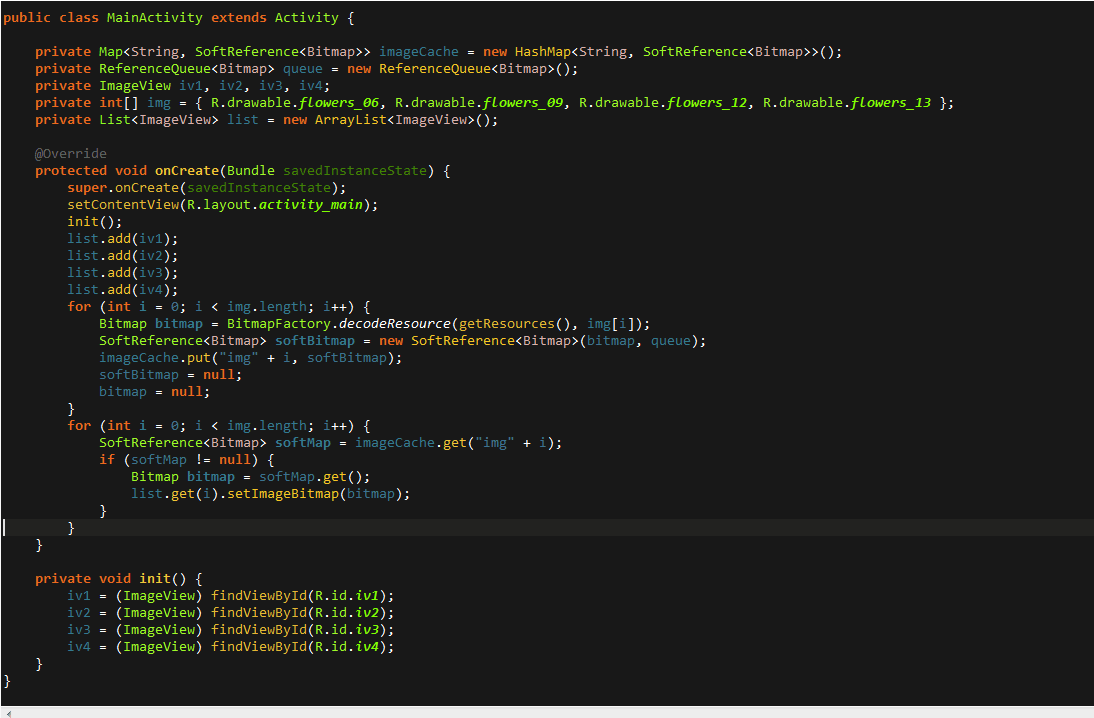 public class MainActivity extends Activity {
private Map<String, SoftReference<Bitmap>> imageCache = new HashMap<String, SoftReference<Bitmap>>();
private ReferenceQueue<Bitmap> queue = new ReferenceQueue<Bitmap>();
private ImageView iv1, iv2, iv3, iv4;
private int[] img = { R.drawable.flowers_06, R.drawable.flowers_09, R.drawable.flowers_12, R.drawable.flowers_13 };
private List<ImageView> list = new ArrayList<ImageView>();
@Override
protected void onCreate(Bundle savedInstanceState) {
super.onCreate(savedInstanceState);
setContentView(R.layout.activity_main);
init();
list.add(iv1);
list.add(iv2);
list.add(iv3);
list.add(iv4);
for (int i = 0; i < img.length; i++) {
Bitmap bitmap = BitmapFactory.decodeResource(getResources(), img[i]);
SoftReference<Bitmap> softBitmap = new SoftReference<Bitmap>(bitmap, queue);
imageCache.put("img" + i, softBitmap);
softBitmap = null;
bitmap = null;
}
for (int i = 0; i < img.length; i++) {
SoftReference<Bitmap> softMap = imageCache.get("img" + i);
if (softMap != null) {
Bitmap bitmap = softMap.get();
list.get(i).setImageBitmap(bitmap);
}
}
}
private void init() {
iv1 = (ImageView) findViewById(R.id.iv1);
iv2 = (ImageView) findViewById(R.id.iv2);
iv3 = (ImageView) findViewById(R.id.iv3);
iv4 = (ImageView) findViewById(R.id.iv4);
}
}